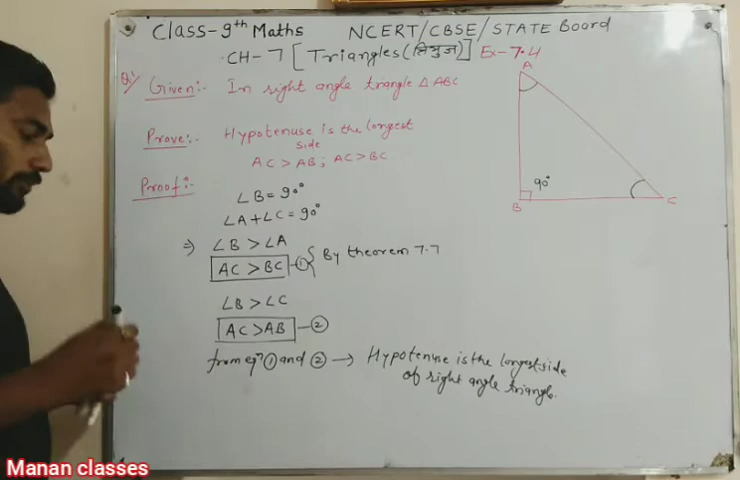 Class-9th Maths NCERT/CBSE/STATE Board
CH-7 [Triangles (त्रिभुज)] Ex-7.4
Q1 Given:- In right angle triangle △ABC
Prove:- Hypotenuse is the longest
side
AC > AB ; AC > BC
Proof:-
∠B = 90°
∠A + ∠C = 90°
⇒ ∠B > ∠A
AC > BC —① { By theorem 7.7
∠B > ∠C
AC > AB —②
from eqn ① and ② → Hypotenuse is the longest side
of right angle triangle.
A
90°
B
C
Manan classes